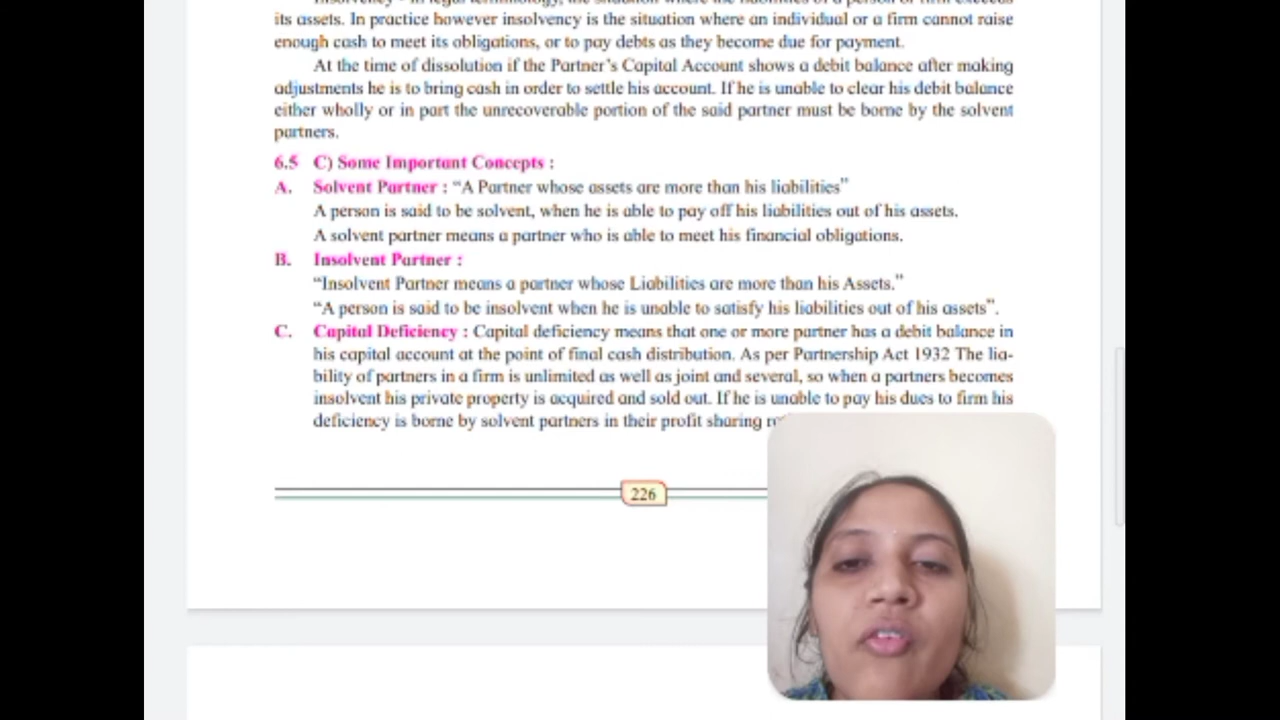 its assets. In practice however insolvency is the situation where an individual or a firm cannot raise
enough cash to meet its obligations, or to pay debts as they become due for payment.
At the time of dissolution if the Partner's Capital Account shows a debit balance after making
adjustments he is to bring cash in order to settle his account. If he is unable to clear his debit balance
either wholly or in part the unrecoverable portion of the said partner must be borne by the solvent
partners.
6.5 C) Some Important Concepts :
A. Solvent Partner : “A Partner whose assets are more than his liabilities”
A person is said to be solvent, when he is able to pay off his liabilities out of his assets.
A solvent partner means a partner who is able to meet his financial obligations.
B. Insolvent Partner :
“Insolvent Partner means a partner whose Liabilities are more than his Assets.”
“A person is said to be insolvent when he is unable to satisfy his liabilities out of his assets”.
C. Capital Deficiency : Capital deficiency means that one or more partner has a debit balance in
his capital account at the point of final cash distribution. As per Partnership Act 1932 The lia-
bility of partners in a firm is unlimited as well as joint and several, so when a partners becomes
insolvent his private property is acquired and sold out. If he is unable to pay his dues to firm his
deficiency is borne by solvent partners in their profit sharing
226